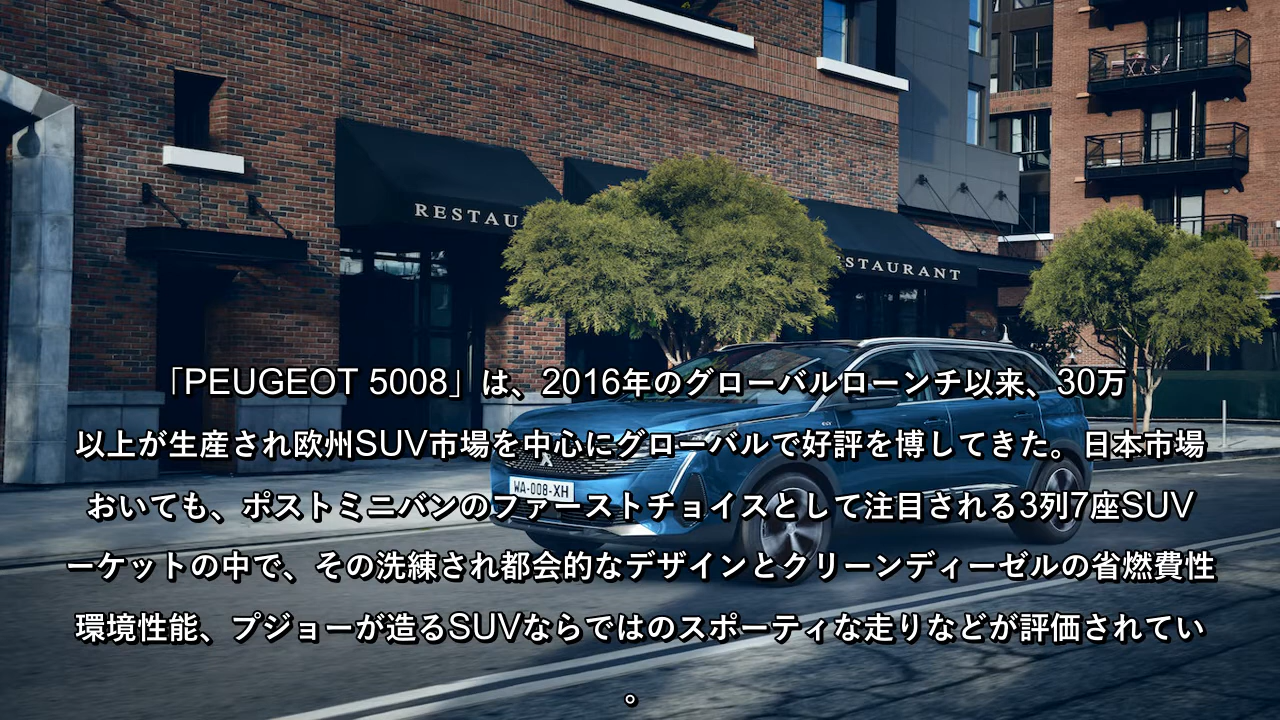 RESTAU
STAURANT
「PEUGEOT 5008」は、2016年のグローバルローンチ以来、30万
以上が生産され欧州SUV市場を中心にグローバルで好評を博してきた。日本市場
おいても、ポストミニバンのファーストチョイスとして注目される3列7座SUV
ーケットの中で、その洗練され都会的なデザインとクリーンディーゼルの省燃費性
環境性能、プジョーが造るSUVならではのスポーティな走りなどが評価されてい
。
WA-008-XH